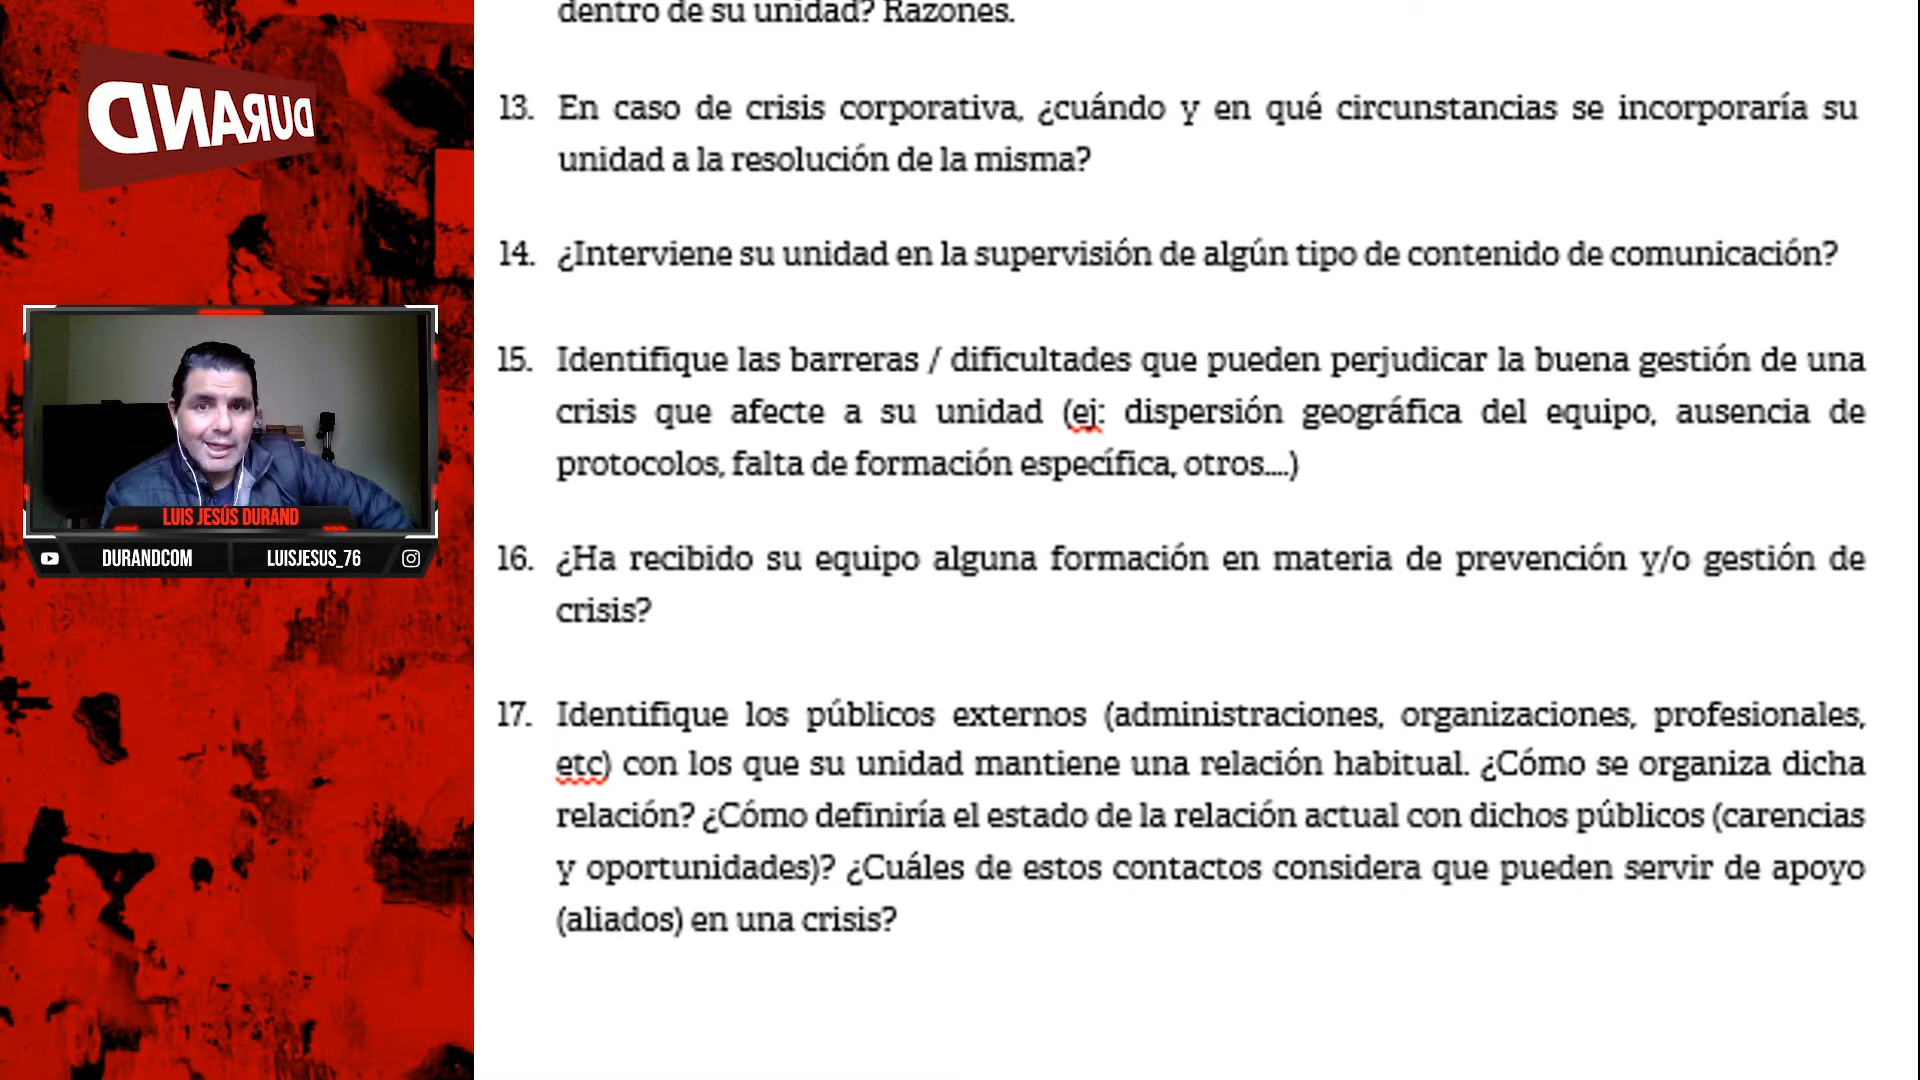 DURAND
LUIS JESÚS DURAND
DURANDCOM
LUISJESUS_76
dentro de su unidad? Razones.
13. En caso de crisis corporativa, ¿cuándo y en qué circunstancias se incorporaría su
unidad a la resolución de la misma?
14. ¿Interviene su unidad en la supervisión de algún tipo de contenido de comunicación?
15. Identifique las barreras / dificultades que pueden perjudicar la buena gestión de una
crisis que afecte a su unidad (ej: dispersión geográfica del equipo, ausencia de
protocolos, falta de formación específica, otros....)
16. ¿Ha recibido su equipo alguna formación en materia de prevención y/o gestión de
crisis?
17. Identifique los públicos externos (administraciones, organizaciones, profesionales,
etc) con los que su unidad mantiene una relación habitual. ¿Cómo se organiza dicha
relación? ¿Cómo definiría el estado de la relación actual con dichos públicos (carencias
y oportunidades)? ¿Cuáles de estos contactos considera que pueden servir de apoyo
(aliados) en una crisis?